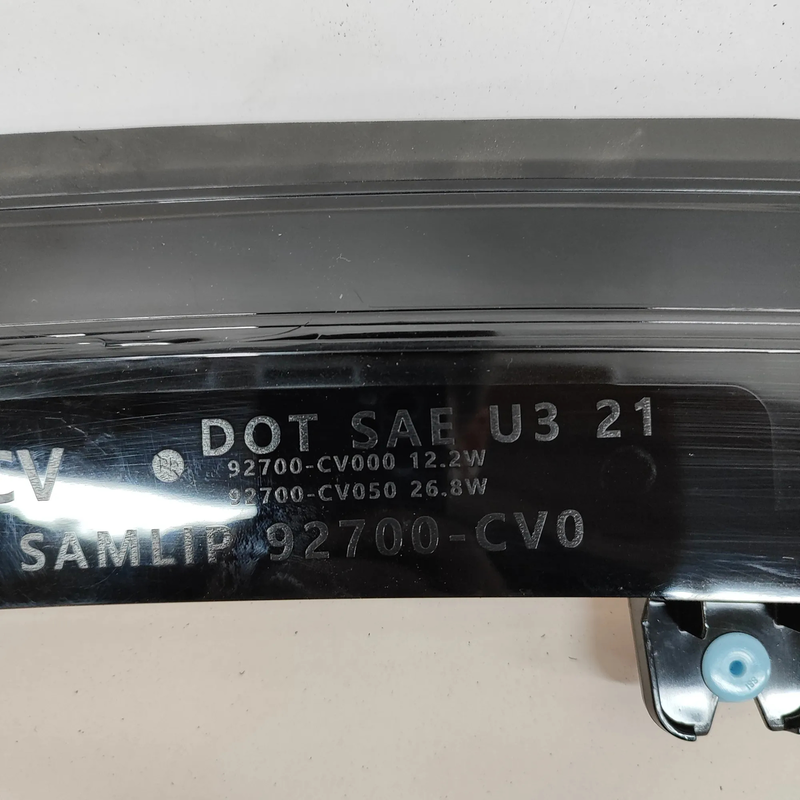 DOT SAE U3 21
92700-CV000 12.2W
CV
92700-CV050 26.8W
SAMLIP 92700-CV0